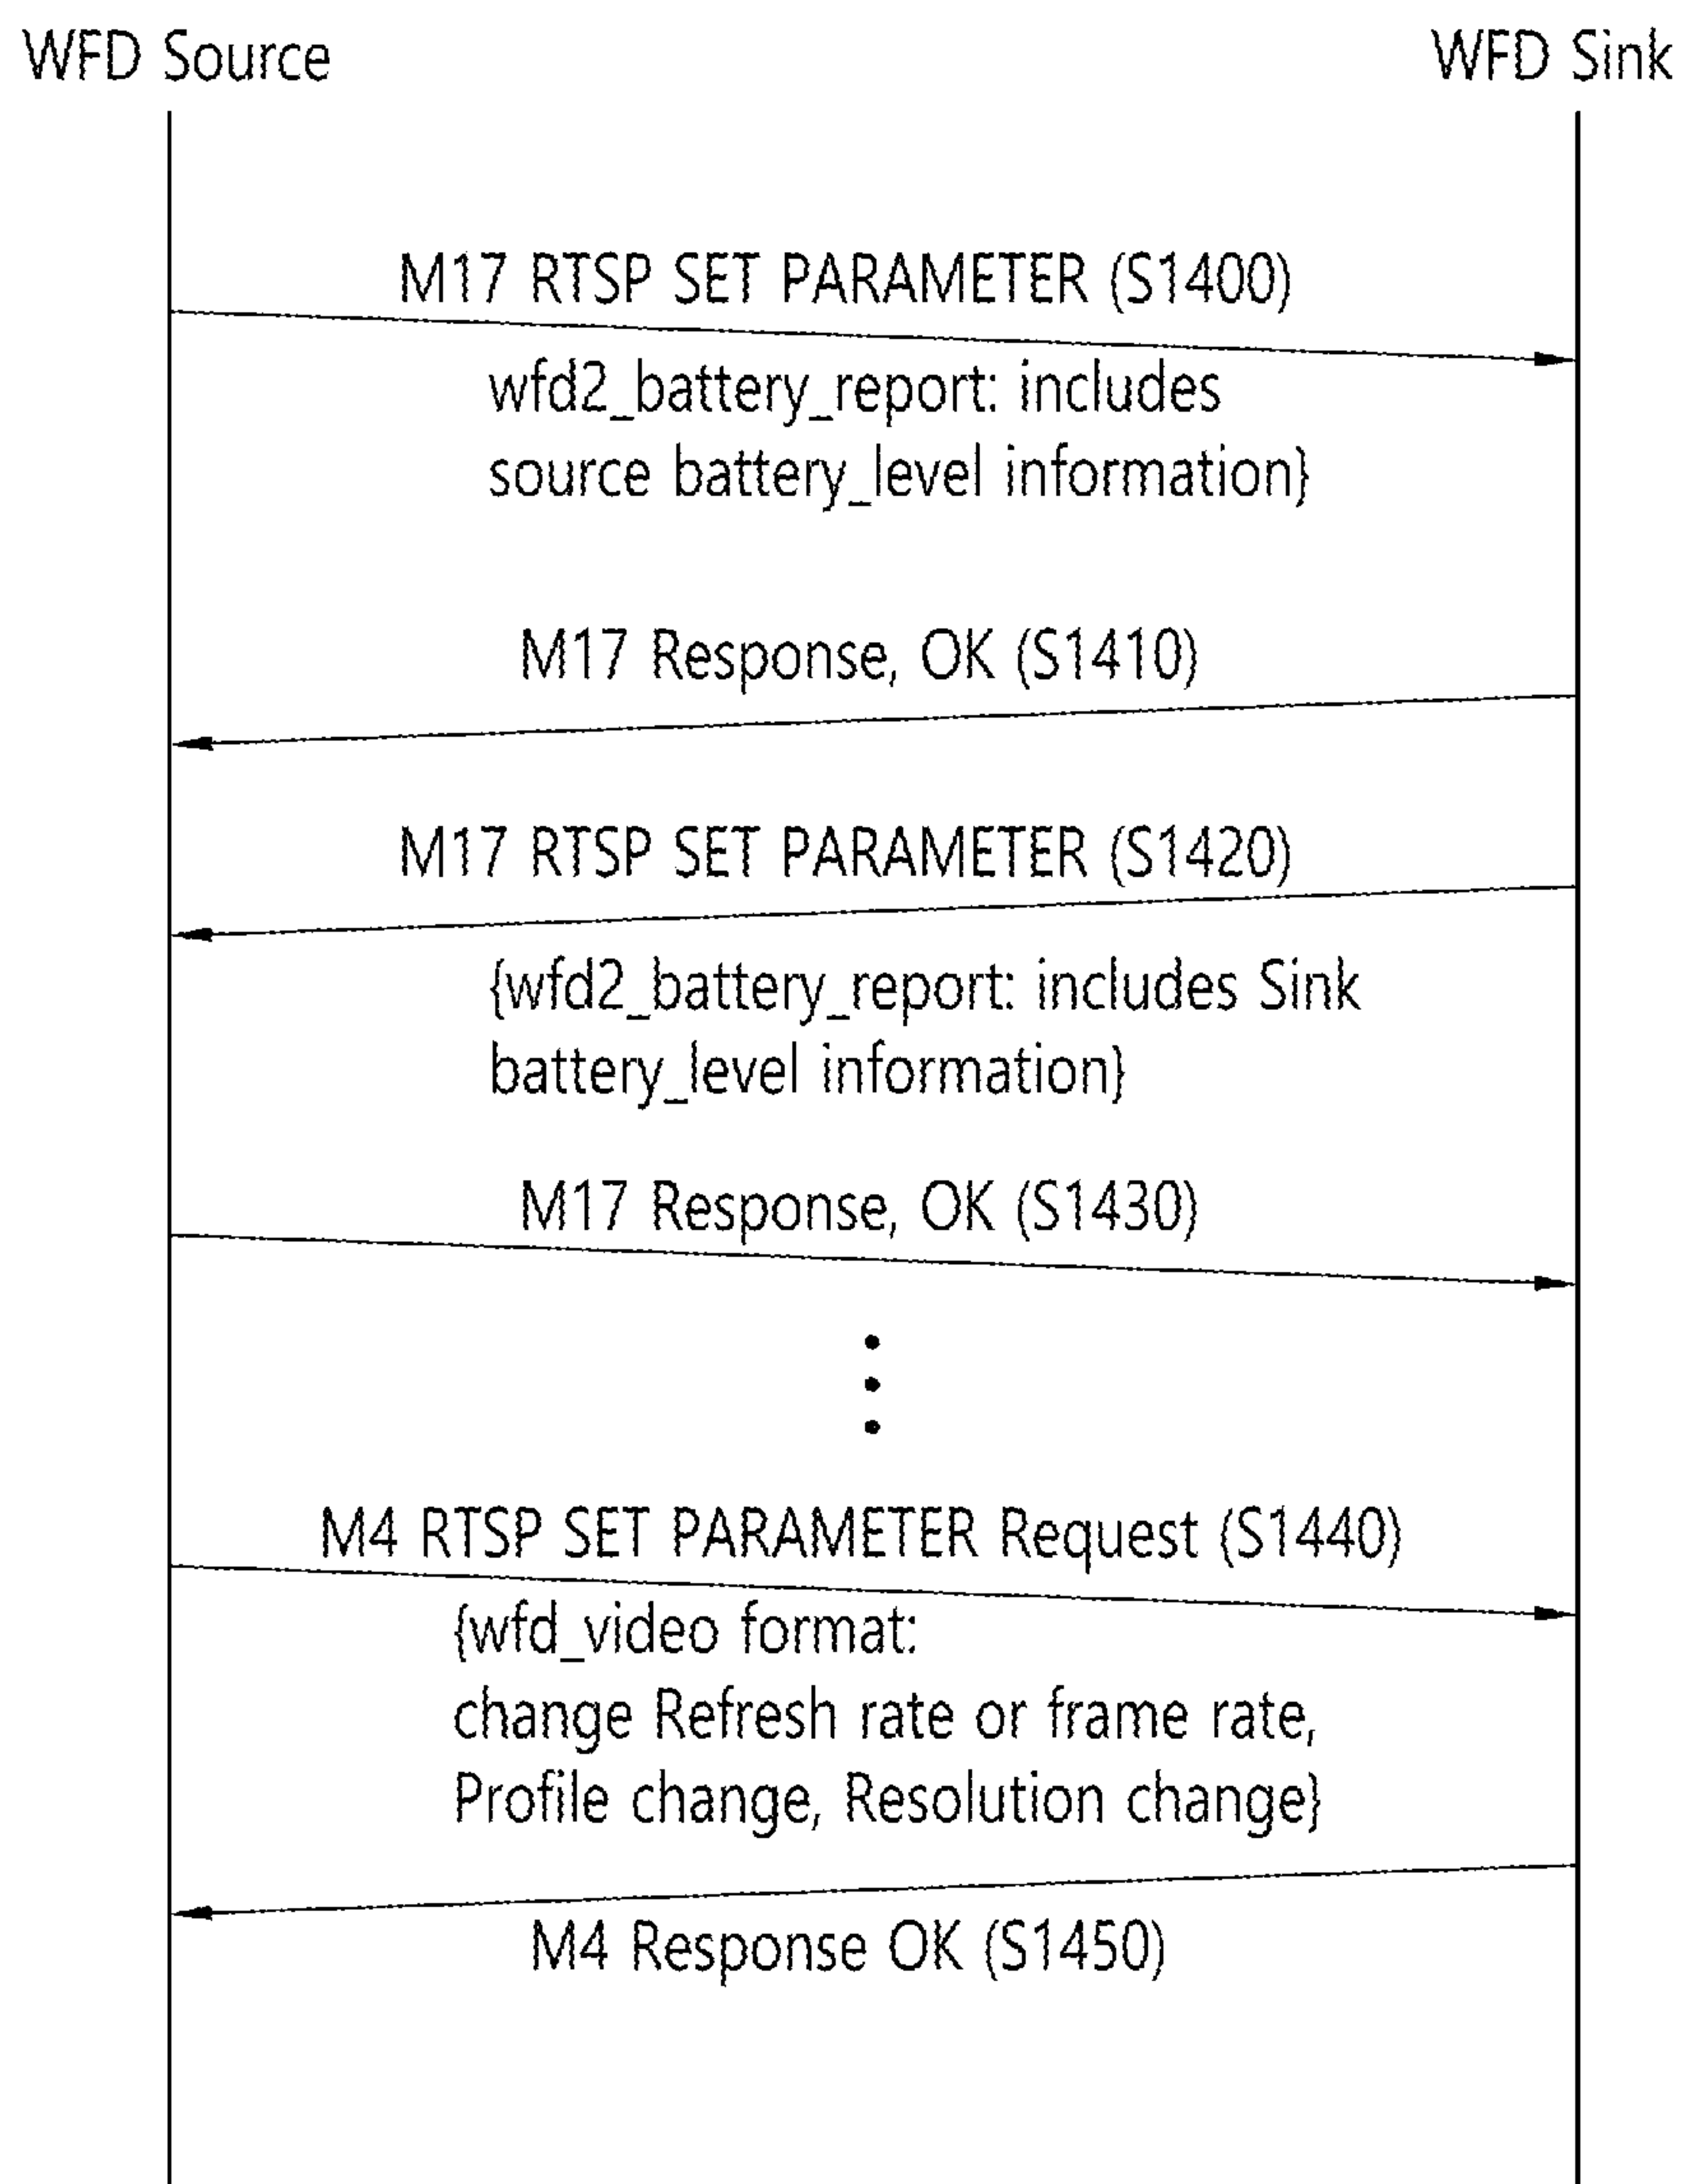 WFD Source
WFD Sink
M17 RTSP SET PARAMETER (S1400)
wfd2_battery_report: includes
source battery_level information}
M17 Response, OK (S1410)
M17 RTSP SET PARAMETER (S1420)
{wfd2_battery_report: includes Sink
battery_level information}
M17 Response, OK (S1430)
M4 RTSP SET PARAMETER Request (S1440)
{wfd_video format:
change Refresh rate or frame rate,
Profile change, Resolution change}
M4 Response OK (S1450)